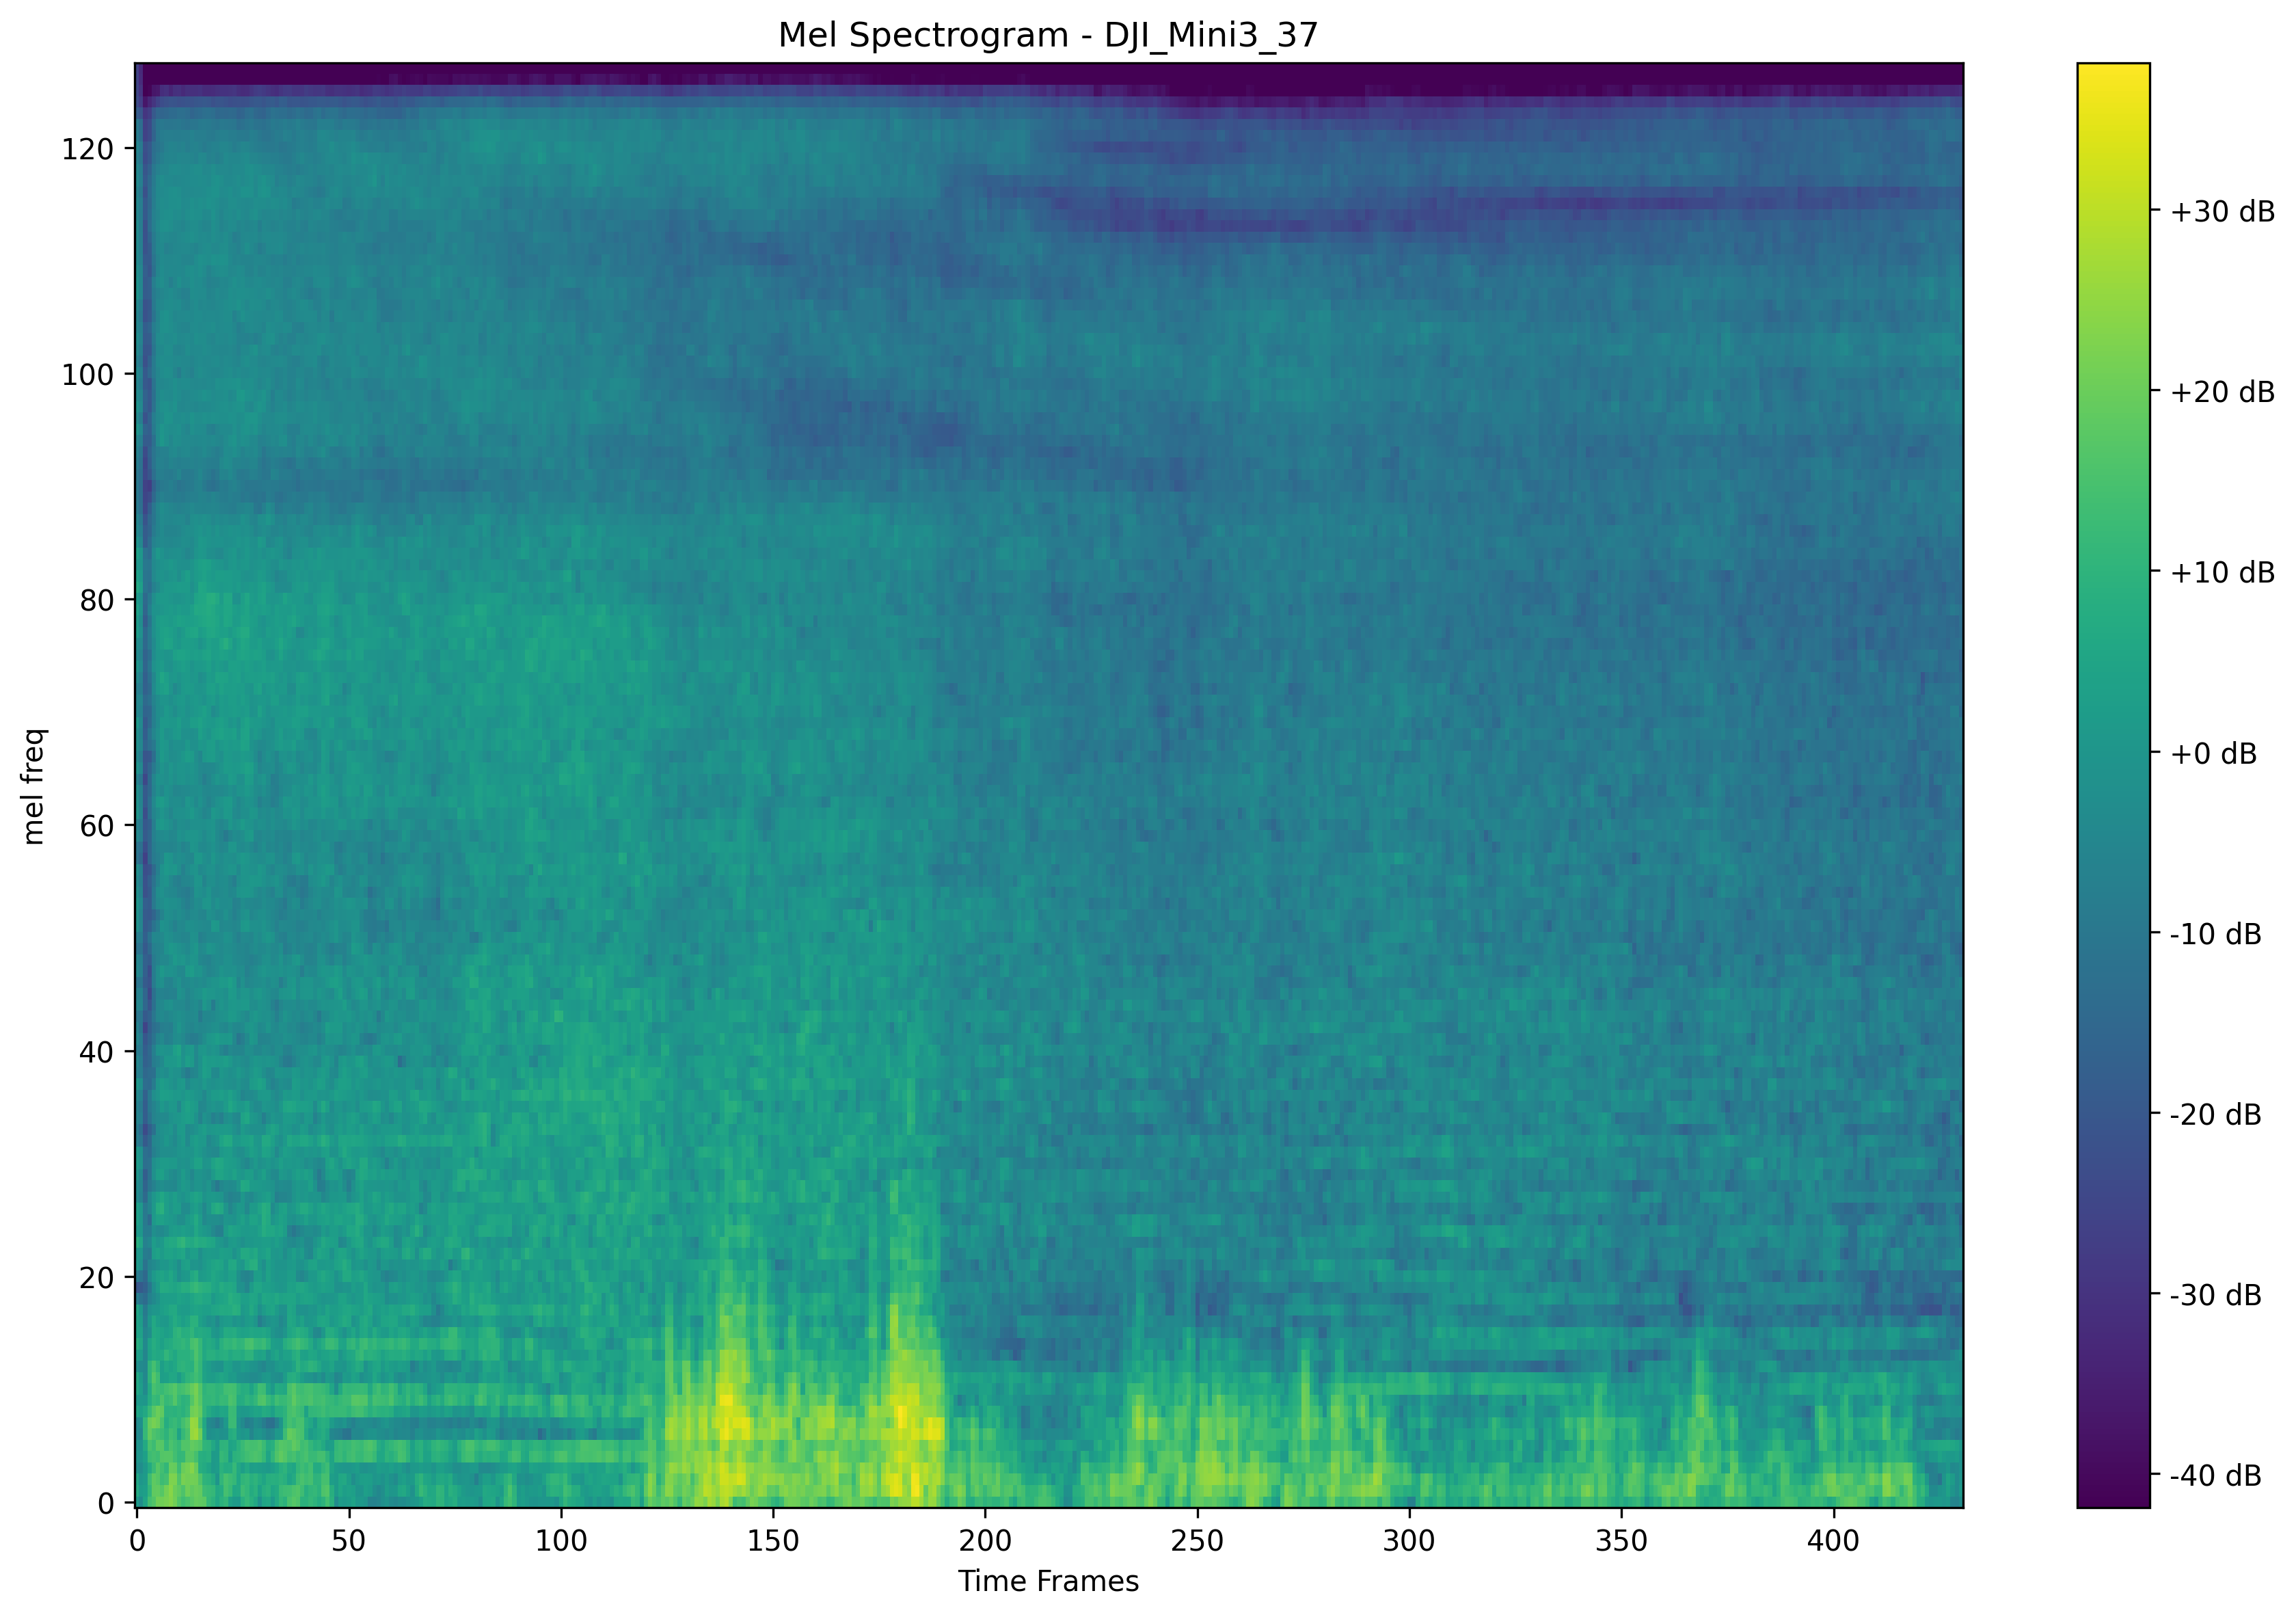 Mel Spectrogram - DJI_Mini3_37
mel freq
120
100
80
60
40
20
0
0 50 100 150 200 250 300 350 400
Time Frames
+30 dB
+20 dB
+10 dB
+0 dB
-10 dB
-20 dB
-30 dB
-40 dB